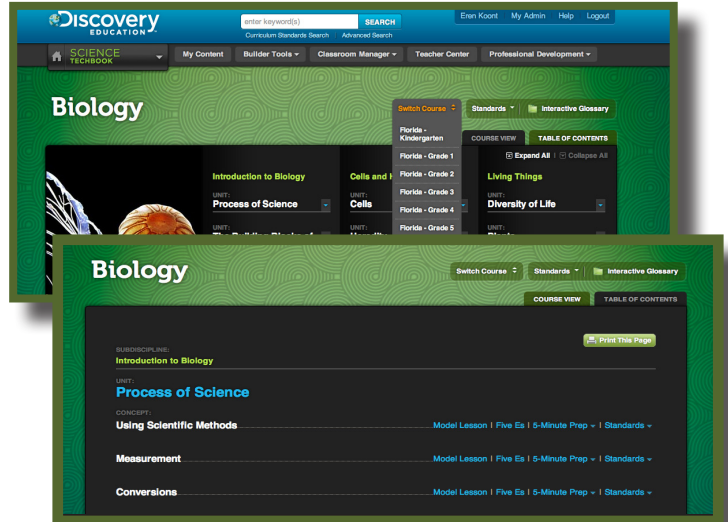 Discovery
EDUCATION
enter keyword(s)
SEARCH
Curriculum Standards Search Advanced Search
Eren Koont My Admin Help Logout
SCIENCE
TECHBOOK
My Content Builder Tools Classroom Manager Teacher Center Professional Development
Biology
Switch Course Standards Interactive Glossary
Florida -
Kindergarten
Florida - Grade 1
Florida - Grade 2
Florida - Grade 3
Florida - Grade 4
Florida - Grade 5
COURSE VIEW TABLE OF CONTENTS
Expand All | Collapse All
Introduction to Biology
UNIT:
Process of Science
UNIT:
Cells and
UNIT:
Cells
UNIT:
Living Things
UNIT:
Diversity of Life
UNIT:
Biology
Switch Course Standards Interactive Glossary
COURSE VIEW TABLE OF CONTENTS
Print This Page
SUBDISCIPLINE:
Introduction to Biology
UNIT:
Process of Science
CONCEPT:
Using Scientific Methods Model Lesson | Five Es | 5-Minute Prep | Standards
Measurement Model Lesson | Five Es | 5-Minute Prep | Standards
Conversions Model Lesson | Five Es | 5-Minute Prep | Standards